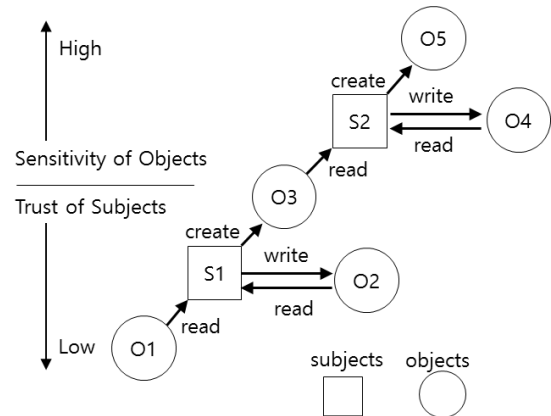 High
O5
create
write
S2
O4
read
Sensitivity of Objects
read
Trust of Subjects
O3
create
write
S1
O2
read
read
Low
O1
subjects
objects